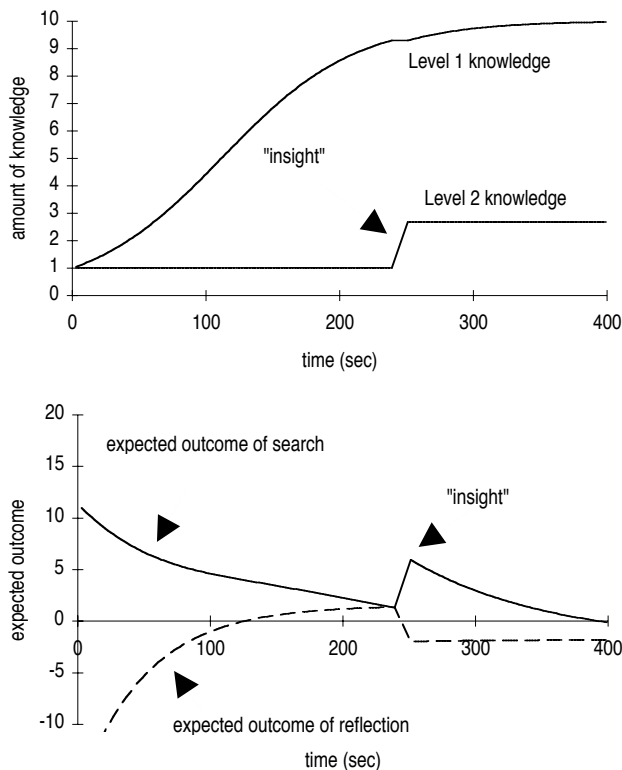 10
9
8
7
6
5
4
3
2
1
0
amount of knowledge
Level 1 knowledge
"insight"
Level 2 knowledge
0 100 200 300 400
time (sec)
20
15
10
5
0
-5
-10
expected outcome
expected outcome of search
"insight"
0 100 200 300 400
expected outcome of reflection
time (sec)